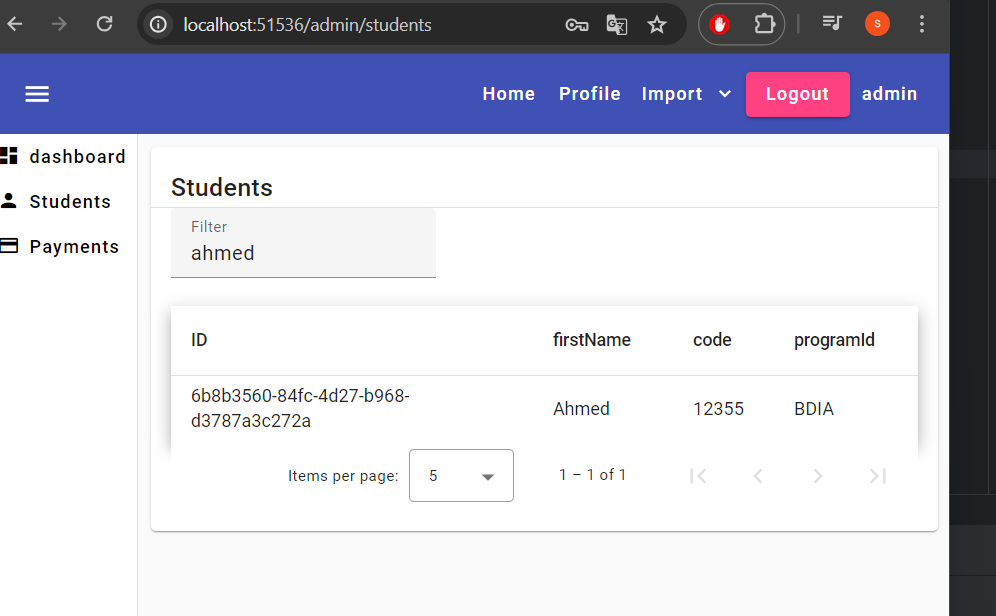 localhost:51536/admin/students
S
Home Profile Import Logout admin
dashboard
Students
Payments
Students
Filter
ahmed
ID firstName code programId
6b8b3560-84fc-4d27-b968-
d3787a3c272a Ahmed 12355 BDIA
Items per page: 5 1 – 1 of 1